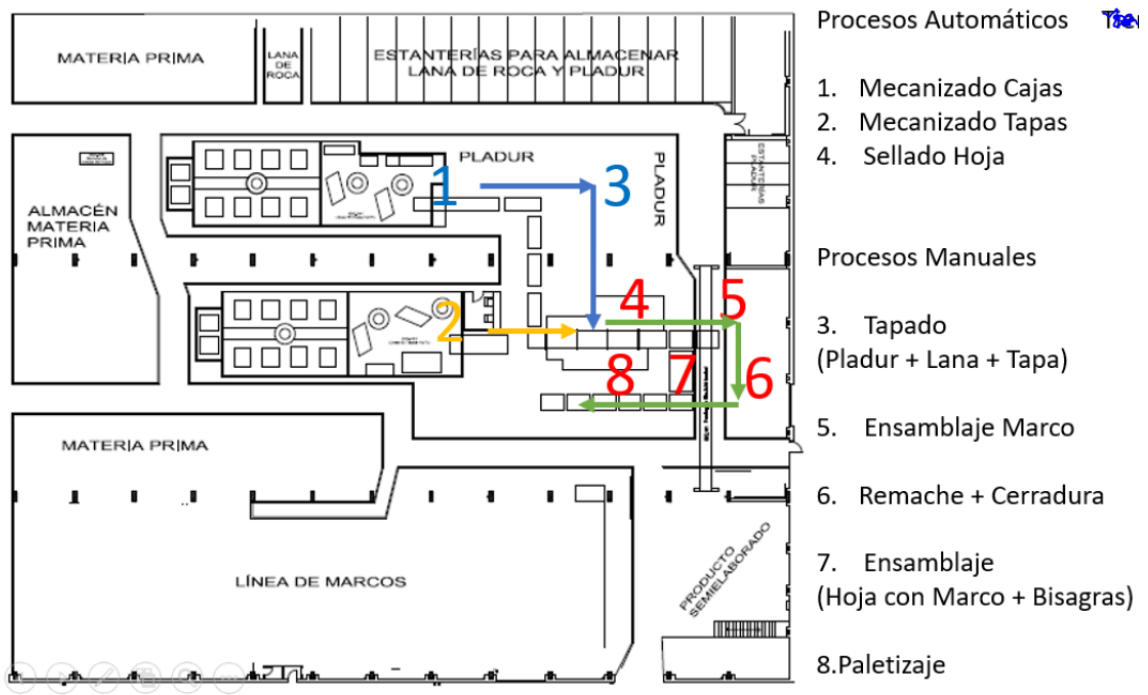 MATERIA PRIMA
LANA
DE
ROCA
ESTANTERÍAS PARA ALMACENAR
LANA DE ROCA Y PLADUR
ESTANTERIAS
PLADUR
PLADUR
PLADUR
ALMACÉN
MATERIA
PRIMA
1
3
2
4
5
8
7
6
MATERIA PRIMA
LÍNEA DE MARCOS
PRODUCTO
SEMIELABORADO
Procesos Automáticos
1. Mecanizado Cajas
2. Mecanizado Tapas
4. Sellado Hoja
Procesos Manuales
3. Tapado
(Pladur + Lana + Tapa)
5. Ensamblaje Marco
6. Remache + Cerradura
7. Ensamblaje
(Hoja con Marco + Bisagras)
8.Paletizaje